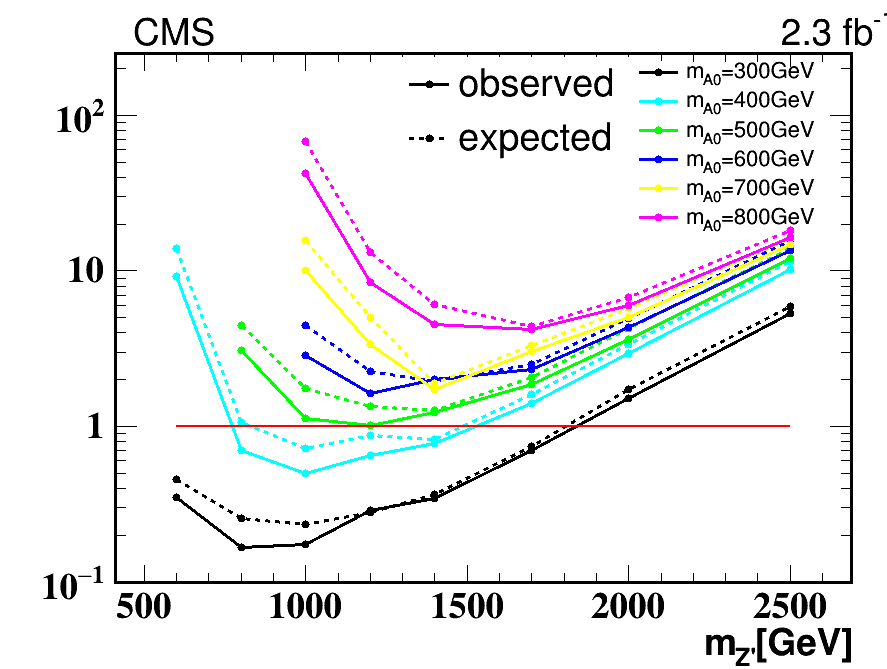 CMS 2.3 fb⁻¹
observed
expected
m_A0=300GeV
m_A0=400GeV
m_A0=500GeV
m_A0=600GeV
m_A0=700GeV
m_A0=800GeV
10²
10
1
10⁻¹
500 1000 1500 2000 2500
m_Z'[GeV]